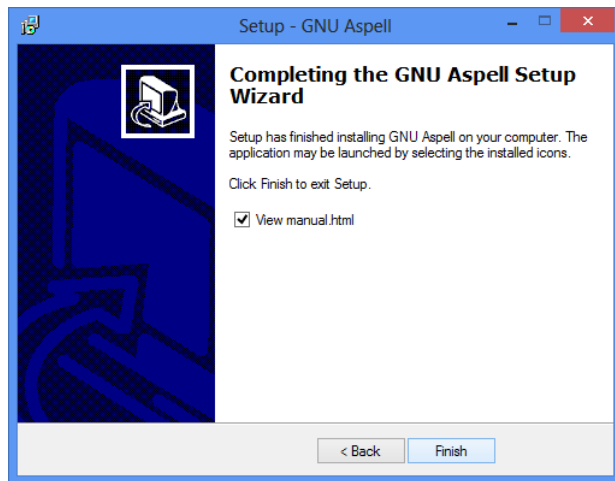 Setup - GNU Aspell
Completing the GNU Aspell Setup
Wizard
Setup has finished installing GNU Aspell on your computer. The
application may be launched by selecting the installed icons.
Click Finish to exit Setup.
View manual.html
< Back
Finish